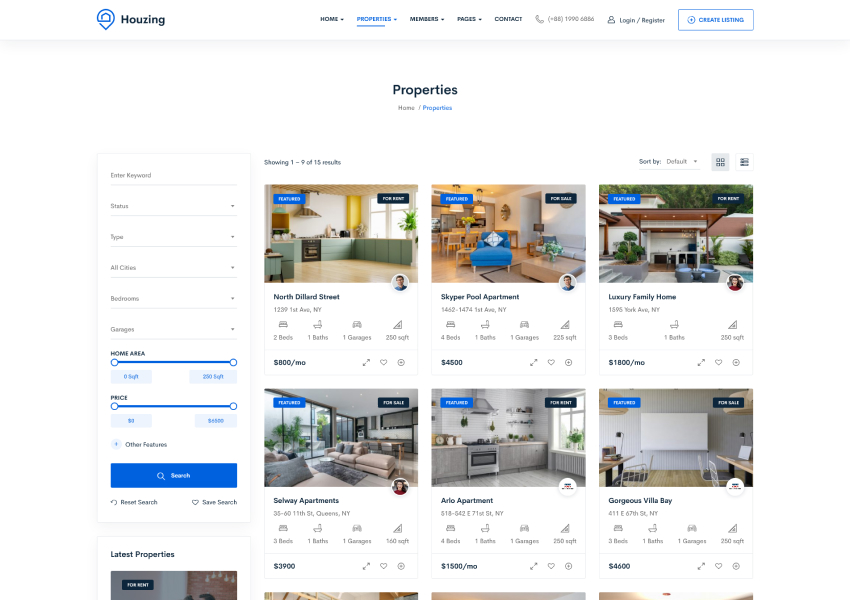 Houzing
HOME
PROPERTIES
MEMBERS
PAGES
CONTACT
(+88) 1990 6886
Login / Register
CREATE LISTING
Properties
Home / Properties
Enter Keyword
Status
Type
All Cities
Bedrooms
Garages
HOME AREA
0 Sqft
250 Sqft
PRICE
$0
$6500
Other Features
Search
Reset Search
Save Search
Latest Properties
FOR RENT
Showing 1 – 9 of 15 results
Sort by: Default
FEATURED
FOR RENT
North Dillard Street
1239 1st Ave, NY
2 Beds 1 Baths 1 Garages 250 sqft
$800/mo
FEATURED
FOR SALE
Skyper Pool Apartment
1462-1474 1st Ave, NY
4 Beds 1 Baths 1 Garages 225 sqft
$4500
FEATURED
FOR RENT
Luxury Family Home
1595 York Ave, NY
3 Beds 1 Baths 250 sqft
$1800/mo
FEATURED
FOR SALE
Selway Apartments
35-60 11th St, Queens, NY
3 Beds 1 Baths 1 Garages 160 sqft
$3900
FEATURED
FOR RENT
Arlo Apartment
518-542 E 71st St, NY
4 Beds 1 Baths 1 Garages 250 sqft
$1500/mo
FEATURED
FOR SALE
Gorgeous Villa Bay
411 E 67th St, NY
3 Beds 1 Baths 1 Garages 250 sqft
$4600